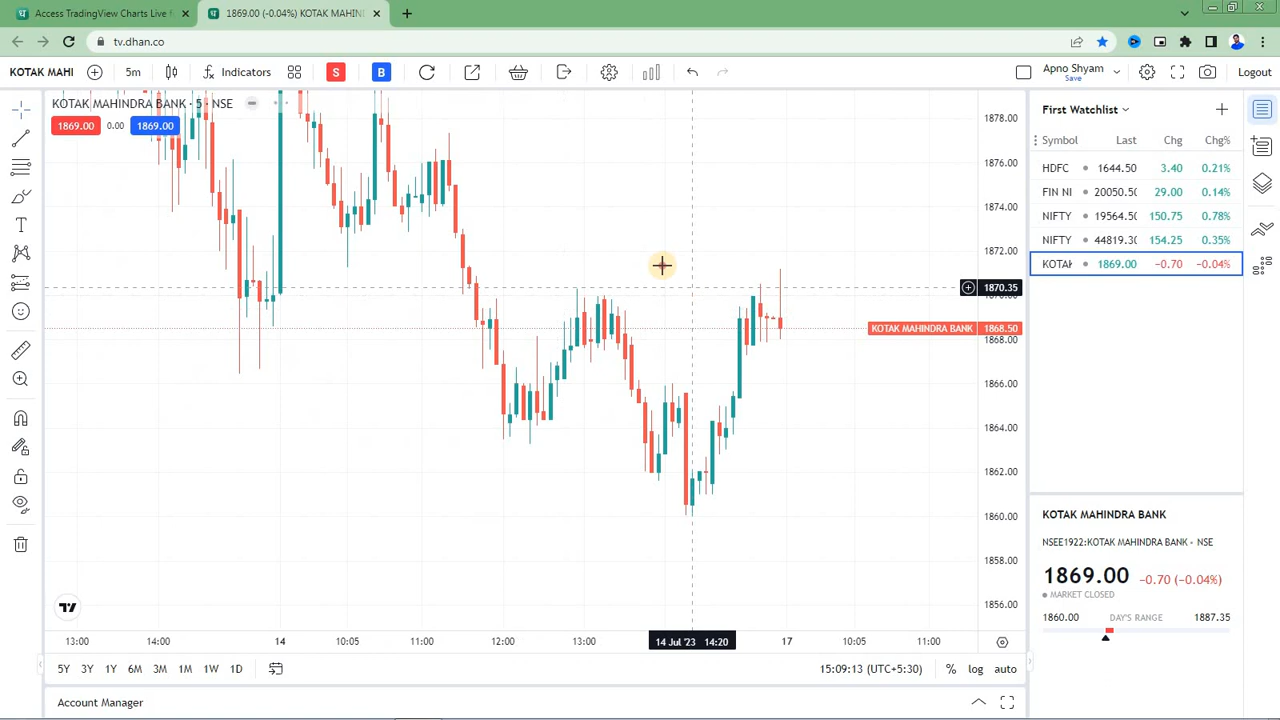 Access TradingView Charts Live f
1869.00 (-0.04%) KOTAK MAHIN
tv.dhan.co
KOTAK MAHI
5m
Indicators
S
B
Apno Shyam
Save
Logout
KOTAK MAHINDRA BANK · 5 · NSE
1869.00 0.00 1869.00
1878.00
1876.00
1874.00
1872.00
1870.35
1870.00
KOTAK MAHINDRA BANK 1868.50
1868.00
1866.00
1864.00
1862.00
1860.00
1858.00
1856.00
13:00 14:00 14 10:05 11:00 12:00 13:00 14 Jul '23 14:20 17 10:05 11:00
5Y 3Y 1Y 6M 3M 1M 1W 1D
15:09:13 (UTC+5:30) % log auto
Account Manager
First Watchlist
Symbol Last Chg Chg%
HDFC 1644.50 3.40 0.21%
FIN NI 20050.50 29.00 0.14%
NIFTY 19564.50 150.75 0.78%
NIFTY 44819.30 154.25 0.35%
KOTAK 1869.00 −0.70 −0.04%
KOTAK MAHINDRA BANK
NSEE1922:KOTAK MAHINDRA BANK • NSE
1869.00 −0.70 (−0.04%)
MARKET CLOSED
1860.00 DAY'S RANGE 1887.35